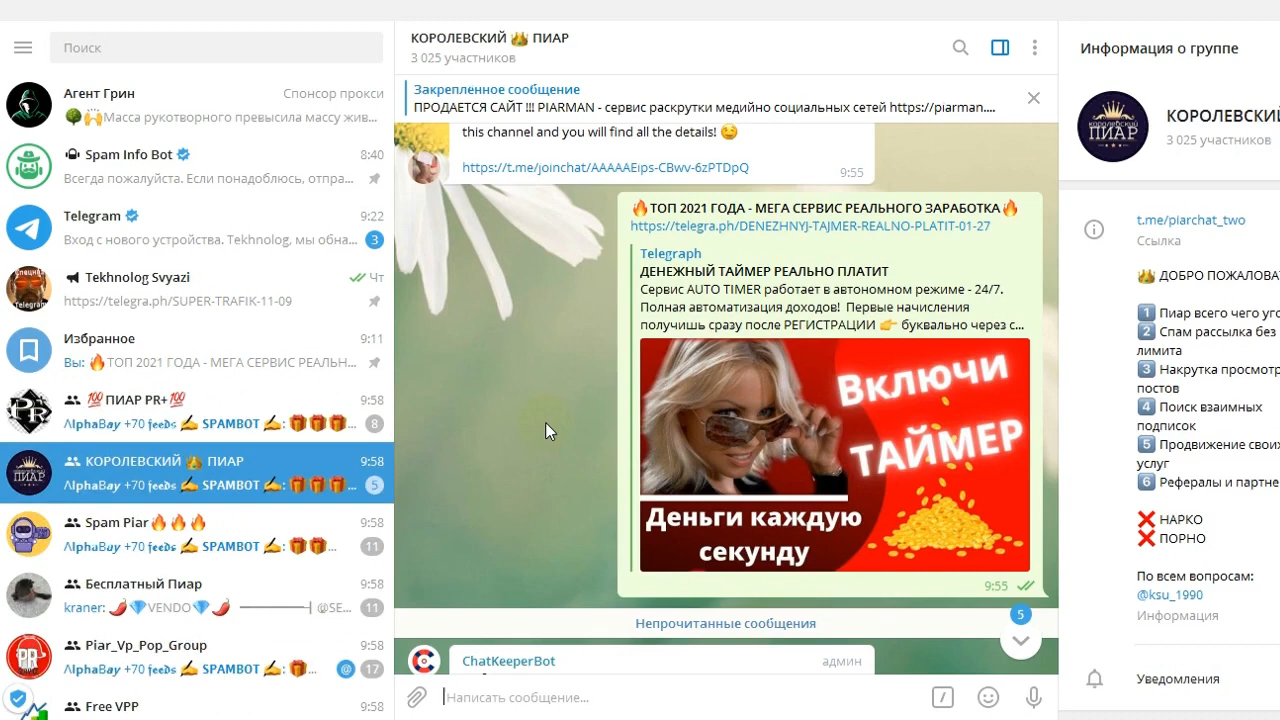 Поиск
Агент Грин
Спонсор прокси
🌳🙌Масса рукотворного превысила массу жив...
Spam Info Bot
8:40
Всегда пожалуйста. Если понадоблюсь, отпра...
Telegram
9:22
Вход с нового устройства. Tekhnolog, мы обна...
3
Tekhnolog Svyazi
Чт
https://telegra.ph/SUPER-TRAFIK-11-09
Избранное
9:11
Вы: 🔥ТОП 2021 ГОДА - МЕГА СЕРВИС РЕАЛЬН...
💯ПИАР PR+💯
9:58
ΛlphaBay +70 feeds ✍ SPAMBOT ✍: 🎁🎁🎁...
8
КОРОЛЕВСКИЙ 👑 ПИАР
9:58
ΛlphaBay +70 feeds ✍ SPAMBOT ✍: 🎁🎁🎁...
5
Spam Piar🔥🔥🔥
9:58
ΛlphaBay +70 feeds ✍ SPAMBOT ✍: 🎁🎁...
11
Бесплатный Пиар
9:58
kraner: 🌶💎VENDO💎🌶 @SE...
11
Piar_Vp_Pop_Group
9:58
ΛlphaBay +70 feeds ✍ SPAMBOT ✍: 🎁...
@ 17
Free VPP
9:58
КОРОЛЕВСКИЙ 👑 ПИАР
3 025 участников
Закрепленное сообщение
ПРОДАЕТСЯ САЙТ !!! PIARMAN - сервис раскрутки медийно социальных сетей https://piarman....
this channel and you will find all the details! 😉
https://t.me/joinchat/AAAAAEips-CBwv-6zPTDpQ
9:55
🔥ТОП 2021 ГОДА - МЕГА СЕРВИС РЕАЛЬНОГО ЗАРАБОТКА🔥
https://telegra.ph/DENEZHNYJ-TAJMER-REALNO-PLATIT-01-27
Telegraph
ДЕНЕЖНЫЙ ТАЙМЕР РЕАЛЬНО ПЛАТИТ
Сервис AUTO TIMER работает в автономном режиме - 24/7.
Полная автоматизация доходов! Первые начисления
получишь сразу после РЕГИСТРАЦИИ 👉 буквально через с...
Включи
ТАЙМЕР
Деньги каждую
секунду
9:55
Непрочитанные сообщения
5
ChatKeeperBot
админ
Написать сообщение...
Информация о группе
КОРОЛЕВСКИЙ
ПИАР
КОРОЛЕВСКИ
3 025 участников
t.me/piarchat_two
Ссылка
👑 ДОБРО ПОЖАЛОВА
1 Пиар всего чего уго
2 Спам рассылка без
лимита
3 Накрутка просмотр
постов
4 Поиск взаимных
подписок
5 Продвижение своих
услуг
6 Рефералы и партне
❌ НАРКО
❌ ПОРНО
По всем вопросам:
@ksu_1990
Информация
Уведомления